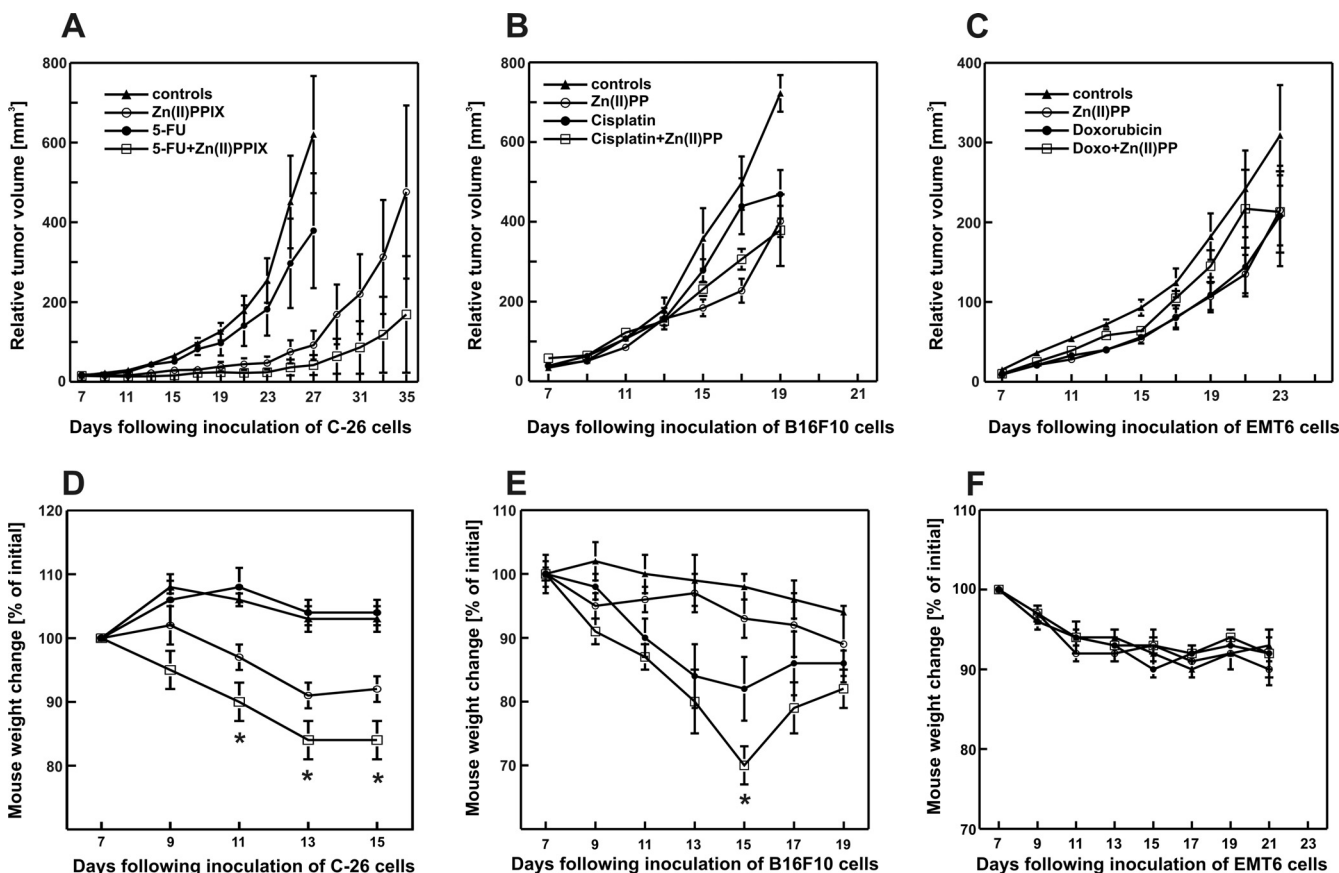 A
Relative tumor volume [mm³]
800
600
400
200
0
controls
Zn(II)PPIX
5-FU
5-FU+Zn(II)PPIX
7 11 15 19 23 27 31 35
Days following inoculation of C-26 cells
B
Relative tumor volume [mm³]
800
600
400
200
0
controls
Zn(II)PP
Cisplatin
Cisplatin+Zn(II)PP
7 11 15 19 21
Days following inoculation of B16F10 cells
C
Relative tumor volume [mm³]
400
300
200
100
0
controls
Zn(II)PP
Doxorubicin
Doxo+Zn(II)PP
7 11 15 19 23
Days following inoculation of EMT6 cells
D
Mouse weight change [% of initial]
120
110
100
90
80
* * *
7 9 11 13 15
Days following inoculation of C-26 cells
E
Mouse weight change [% of initial]
110
100
90
80
70
60
*
7 9 11 13 15 17 19
Days following inoculation of B16F10 cells
F
Mouse weight change [% of initial]
110
100
90
80
70
7 9 11 13 15 17 19 21 23
Days following inoculation of EMT6 cells